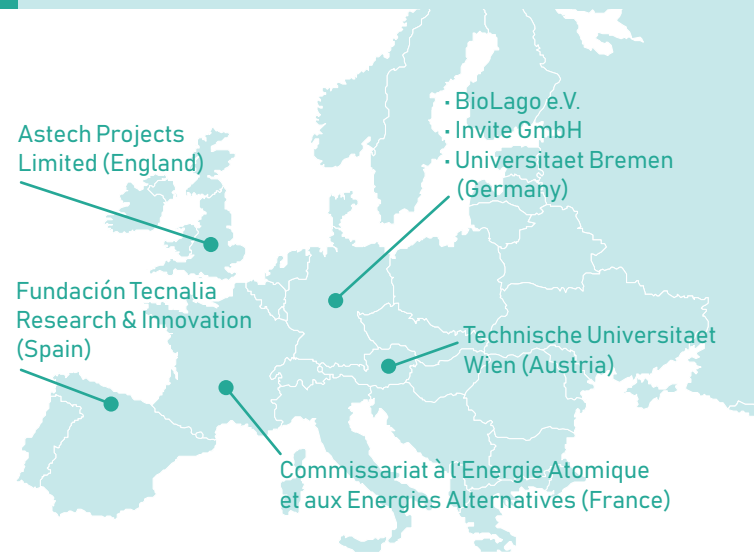 Astech Projects
Limited (England)
· BioLago e.V.
· Invite GmbH
· Universitaet Bremen
(Germany)
Fundación Tecnalia
Research & Innovation
(Spain)
Technische Universitaet
Wien (Austria)
Commissariat à l'Energie Atomique
et aux Energies Alternatives (France)